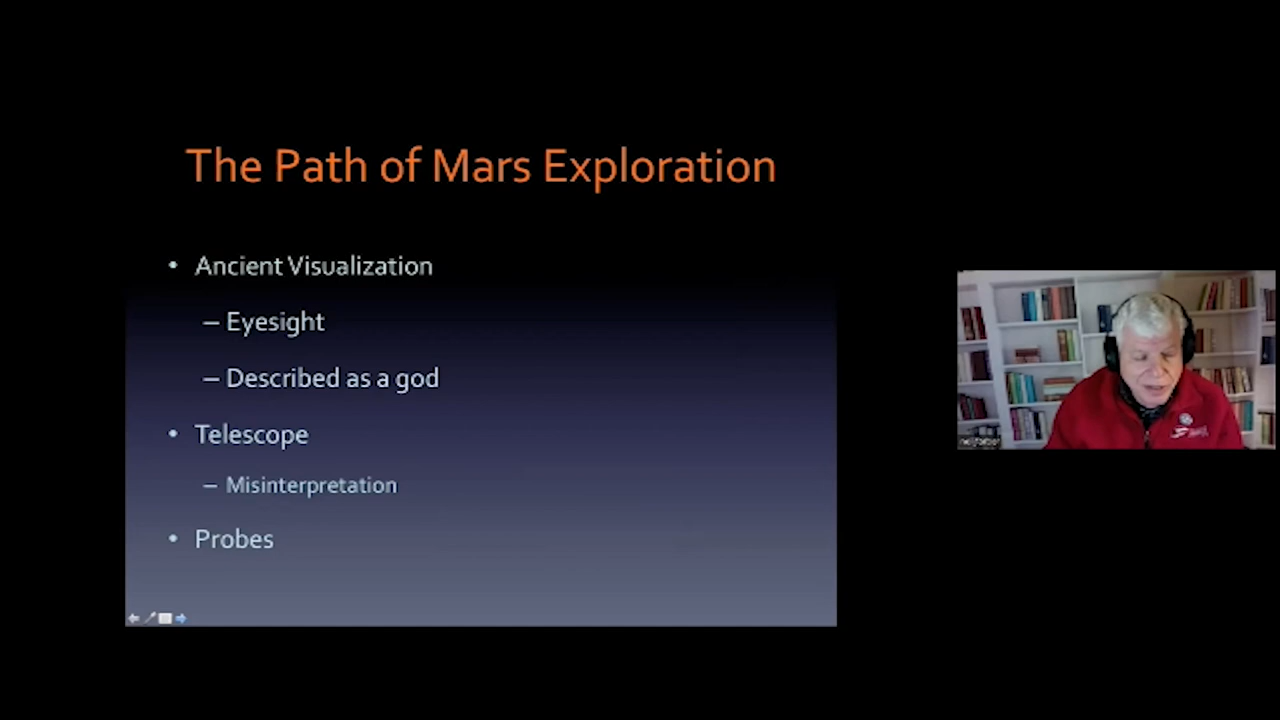 The Path of Mars Exploration
• Ancient Visualization
– Eyesight
– Described as a god
• Telescope
– Misinterpretation
• Probes